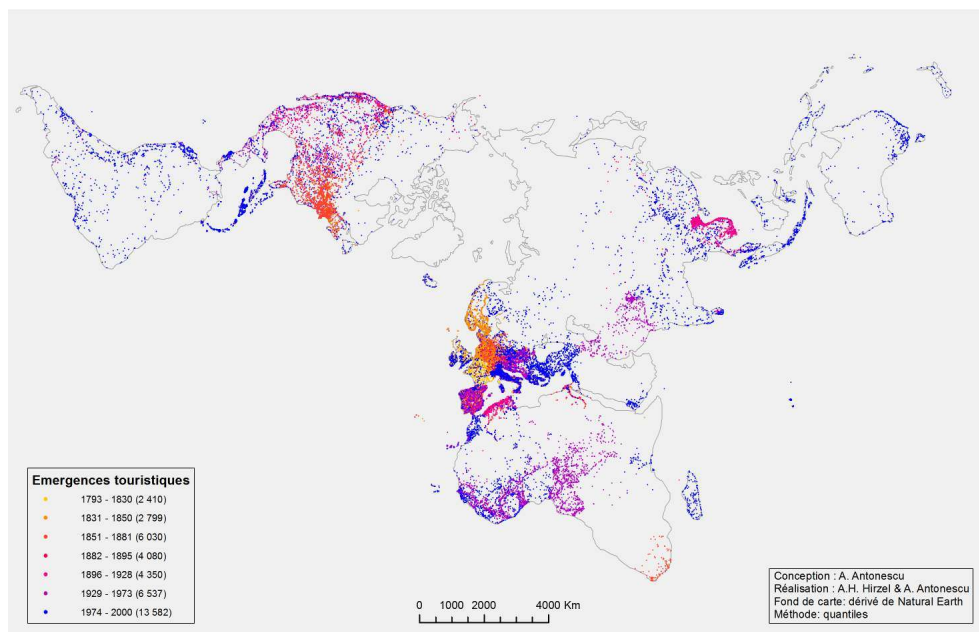 Emergences touristiques
1793 - 1830 (2 410)
1831 - 1850 (2 799)
1851 - 1881 (6 030)
1882 - 1895 (4 080)
1896 - 1928 (4 350)
1929 - 1973 (6 537)
1974 - 2000 (13 582)
0 1000 2000 4000 Km
Conception : A. Antonescu
Réalisation : A.H. Hirzel & A. Antonescu
Fond de carte: dérivé de Natural Earth
Méthode: quantiles